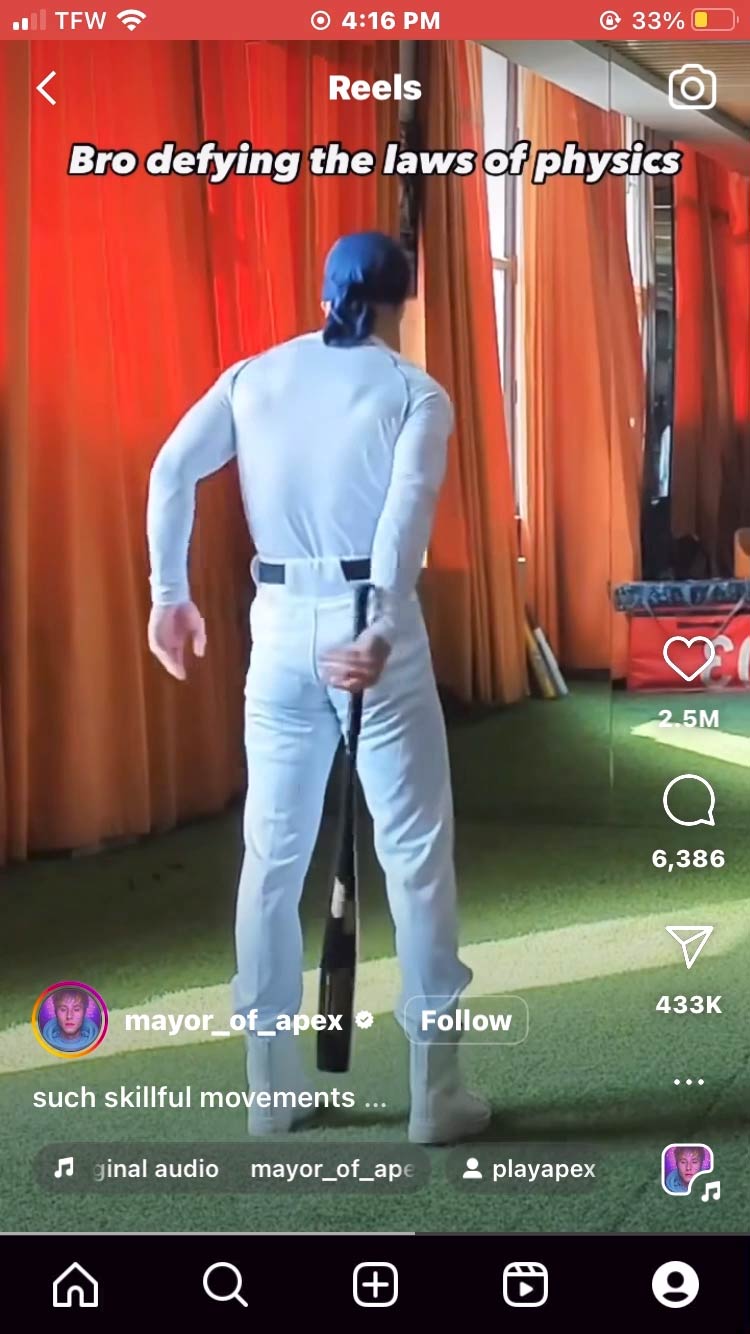 TFW 4:16 PM 33%
Reels
Bro defying the laws of physics
2.5M
6,386
433K
mayor_of_apex Follow
such skillful movements ...
ginal audio mayor_of_ape playapex